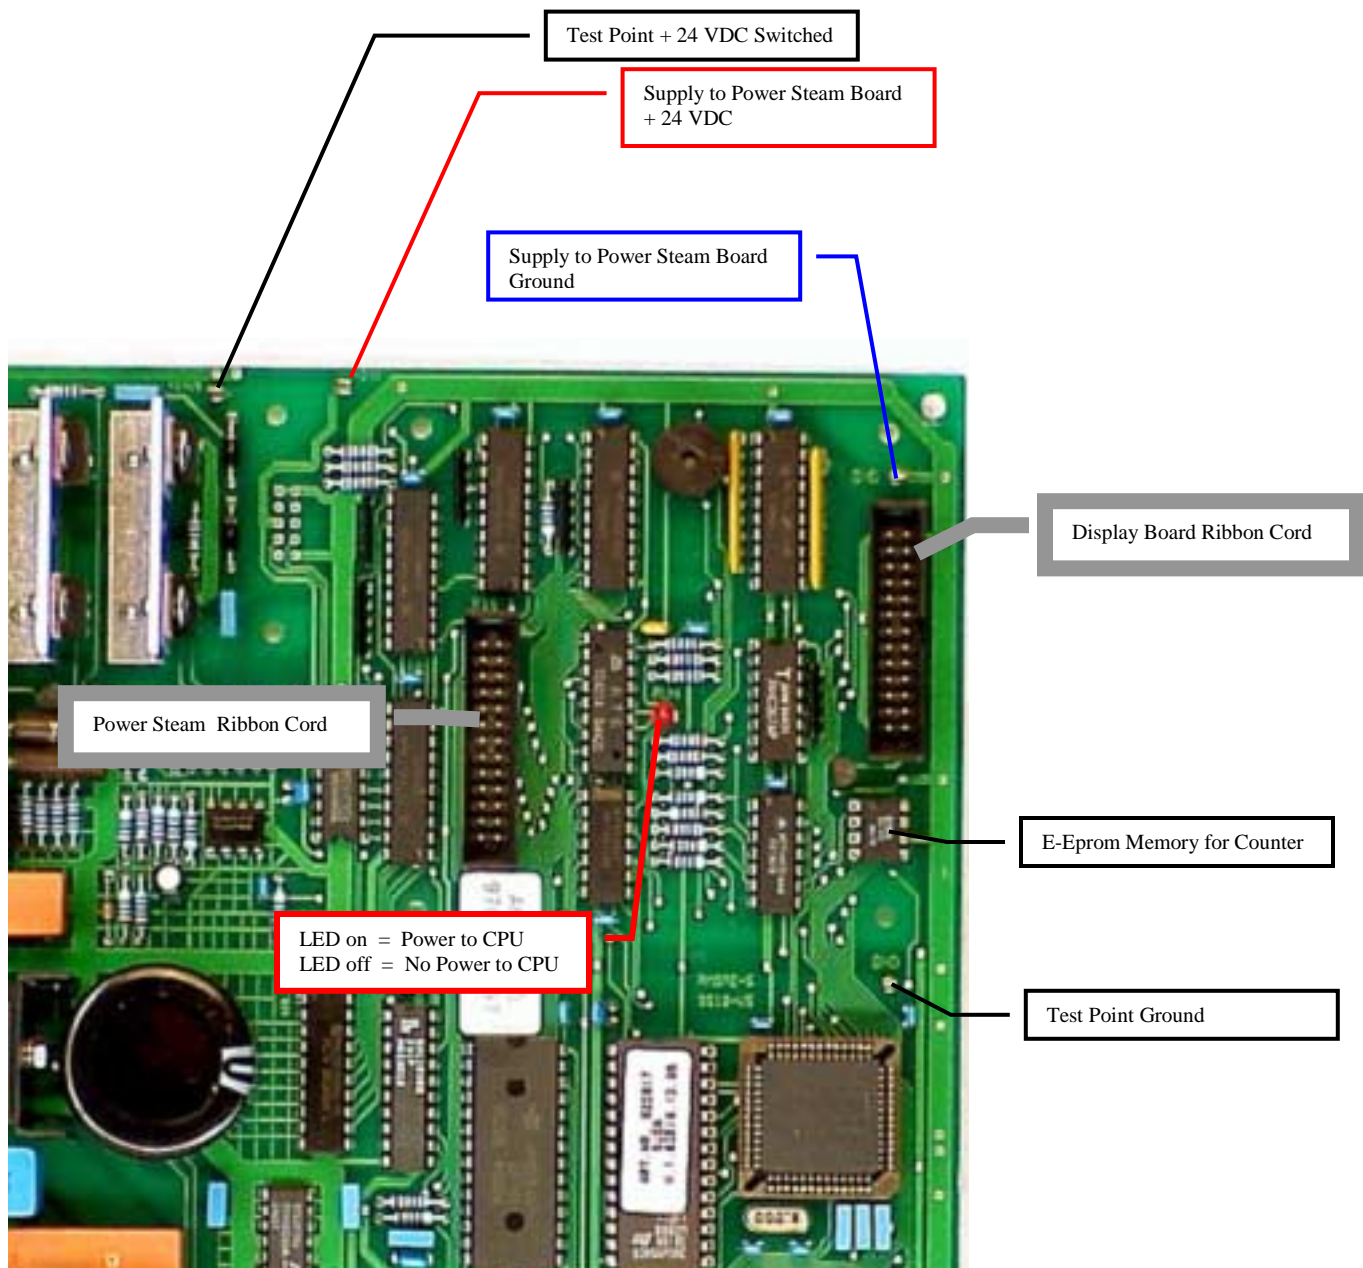 Test Point + 24 VDC Switched
Supply to Power Steam Board
+ 24 VDC
Supply to Power Steam Board
Ground
Display Board Ribbon Cord
Power Steam Ribbon Cord
E-Eprom Memory for Counter
LED on = Power to CPU
LED off = No Power to CPU
Test Point Ground
8.000